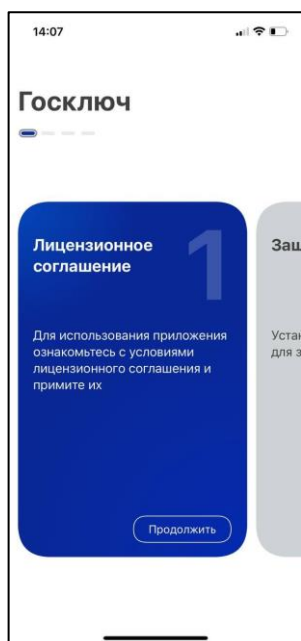 14:07
Госключ
Лицензионное
соглашение
1
Для использования приложения
ознакомьтесь с условиями
лицензионного соглашения и
примите их
Продолжить